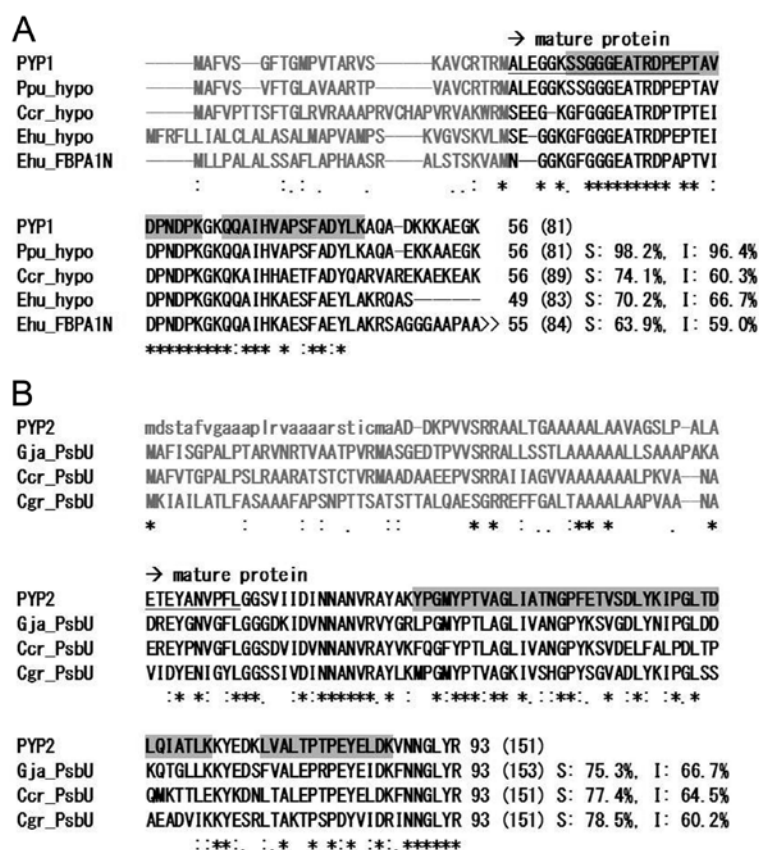 A
→ mature protein
PYP1 -----MAFVS--GFTGMPVTARVS-----KAVCRTRMALEGGKSSGGGEATRDPEPTAV
Ppu_hypo -----MAFVS--VFTGLAVAARTP-----VAVCRTRMALEGGKSSGGGEATRDPEPTAV
Ccr_hypo -----MAFVPTTSFTGLRVRAAAPRVCHAPVRVAKWRMSEEG-KGFGGGEATRDPTPTEI
Ehu_hypo MFRFLLIALCLALASALMAPVAMPS-----KVGVSKVLMSE-GGKGFGGGEATRDPEPTEI
Ehu_FBPA1N -----MLLPALALSSAFLAPHAASR-----ALSTSKVAMN--GGKGFGGGEATRDPAPTVI
: :.: . .: * * *: ********** ** :
PYP1 DPNDPKGKQQAIHVAPSFADYLKAQA-DKKKAEGK 56 (81)
Ppu_hypo DPNDPKGKQQAIHVAPSFADYLKAQA-EKKAAEGK 56 (81) S: 98.2%, I: 96.4%
Ccr_hypo DPNDPKGKQKAIHHAETFADYQARVAREKAEKEAK 56 (89) S: 74.1%, I: 60.3%
Ehu_hypo DPNDPKGKQQAIHKAESFAEYLAKRQAS------- 49 (83) S: 70.2%, I: 66.7%
Ehu_FBPA1N DPNDPKGKQKAIHKAESFAEYLAKRSAGGGAAPAA>> 55 (84) S: 63.9%, I: 59.0%
*********:*** * :**:*
B
PYP2 mdstafvgaaaplrvaaaarsticmaAD-DKPVVSRRAALTGAAAAALAAVAGSLP-ALA
Gja_PsbU MAFISGPALPTARVNRTVAATPVRMASGEDTPVVSRRALLSSTLAAAAAALLSAAAPAKA
Ccr_PsbU MAFVTGPALPSLRAARATSTCTVRMAADAAEEPVSRRAIIAGVVAAAAAAALPKVA--NA
Cgr_PsbU MKIAILATLFASAAAFAPSNPTTSATSTTALQAESGRREFFGALTAAAALAAPVAA--NA
* : : : . :: * * :..:** * . *
→ mature protein
PYP2 ETEYANVPFLGGSVIIDINNANVRAYAKYPGMYPTVAGLIATNGPFETVSDLYKIPGLTD
Gja_PsbU DREYGNVGFLGGGDKIDVNNANVRVYGRLPGMYPTLAGLIVANGPYKSVGDLYNIPGLDD
Ccr_PsbU EREYPNVGFLGGSDVIDVNNANVRAYVKFQGFYPTLAGLIVANGPYKSVDELFALPDLTP
Cgr_PsbU VIDYENIGYLGGSSIVDINNANVRAYLKMPGMYPTVAGKIVSHGPYSGVADLYKIPGLSS
:* *: :*** :*:******.* : *:***:** *.:**:. * :*: :*.*
PYP2 LQIATLKKYEDKLVALTPTPEYELDKVNNGLYR 93 (151)
Gja_PsbU KQTGLLKKYEDSFVALEPRPEYELDKFNNGLYR 93 (153) S: 75.3%, I: 66.7%
Ccr_PsbU QMKTTLEKYKDNLTALEPTPEYELDKFNNGLYR 93 (151) S: 77.4%, I: 64.5%
Cgr_PsbU AEADVIKKYESRLTAKTPSPDYVIDRINNGLYR 93 (151) S: 78.5%, I: 60.2%
::**:. :.* * *:* :*:.******